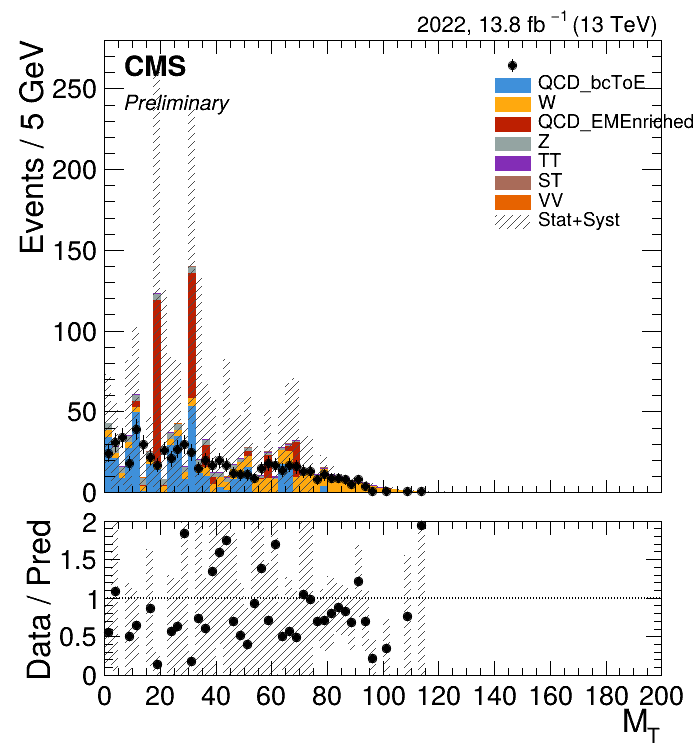 2022, 13.8 fb⁻¹ (13 TeV)
CMS
Preliminary
QCD_bcToE
W
QCD_EMEnriched
Z
TT
ST
VV
Stat+Syst
Events / 5 GeV
250
200
150
100
50
0
Data / Pred
2
1.5
1
0.5
0
0 20 40 60 80 100 120 140 160 180 200
M_T